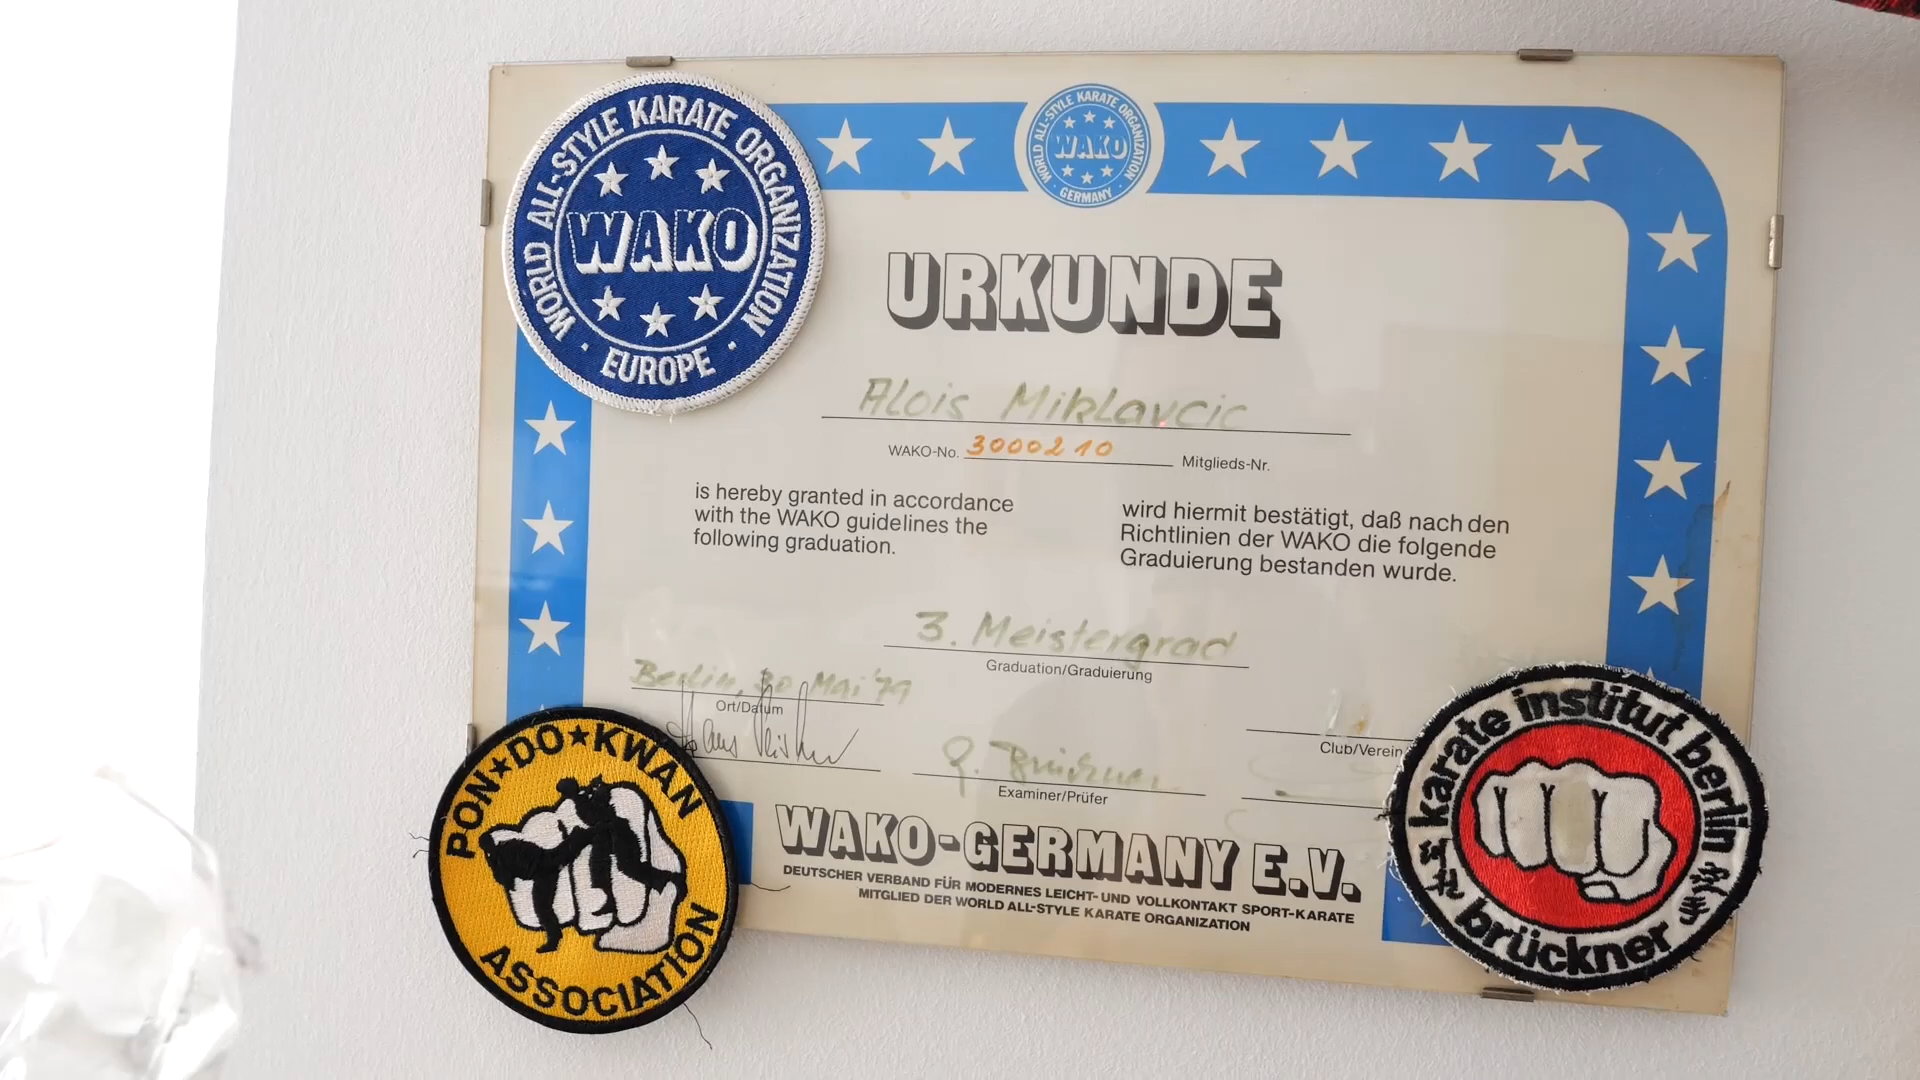 WORLD ALL-STYLE KARATE ORGANIZATION
WAKO
· EUROPE ·
WORLD ALL-STYLE KARATE ORGANIZATION
WAKO
· GERMANY ·
URKUNDE
Alois Miklavcic
WAKO-No. 3000210 Mitglieds-Nr.
is hereby granted in accordance
with the WAKO guidelines the
following graduation.
wird hiermit bestätigt, daß nach den
Richtlinien der WAKO die folgende
Graduierung bestanden wurde.
3. Meistergrad
Graduation/Graduierung
Berlin, 30 Mai '79
Ort/Datum
Club/Verein
Examiner/Prüfer
WAKO-GERMANY E.V.
DEUTSCHER VERBAND FÜR MODERNES LEICHT- UND VOLLKONTAKT SPORT-KARATE
MITGLIED DER WORLD ALL-STYLE KARATE ORGANIZATION
PON★DO★KWAN
ASSOCIATION
karate institut berlin
brückner